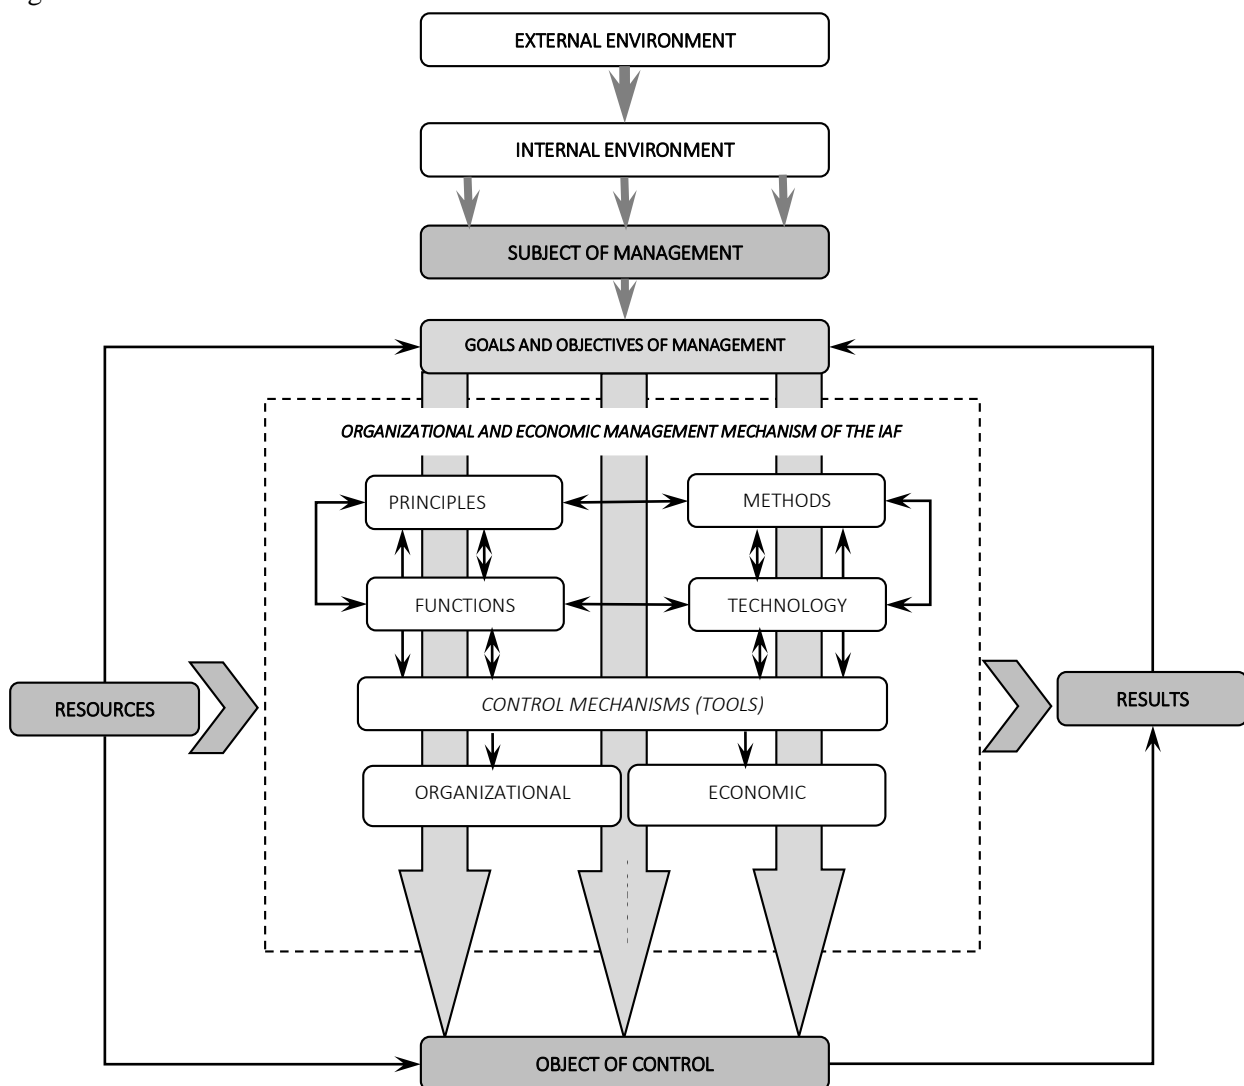 EXTERNAL ENVIRONMENT
INTERNAL ENVIRONMENT
SUBJECT OF MANAGEMENT
GOALS AND OBJECTIVES OF MANAGEMENT
ORGANIZATIONAL AND ECONOMIC MANAGEMENT MECHANISM OF THE IAF
PRINCIPLES
METHODS
FUNCTIONS
TECHNOLOGY
RESOURCES
CONTROL MECHANISMS (TOOLS)
RESULTS
ORGANIZATIONAL
ECONOMIC
OBJECT OF CONTROL